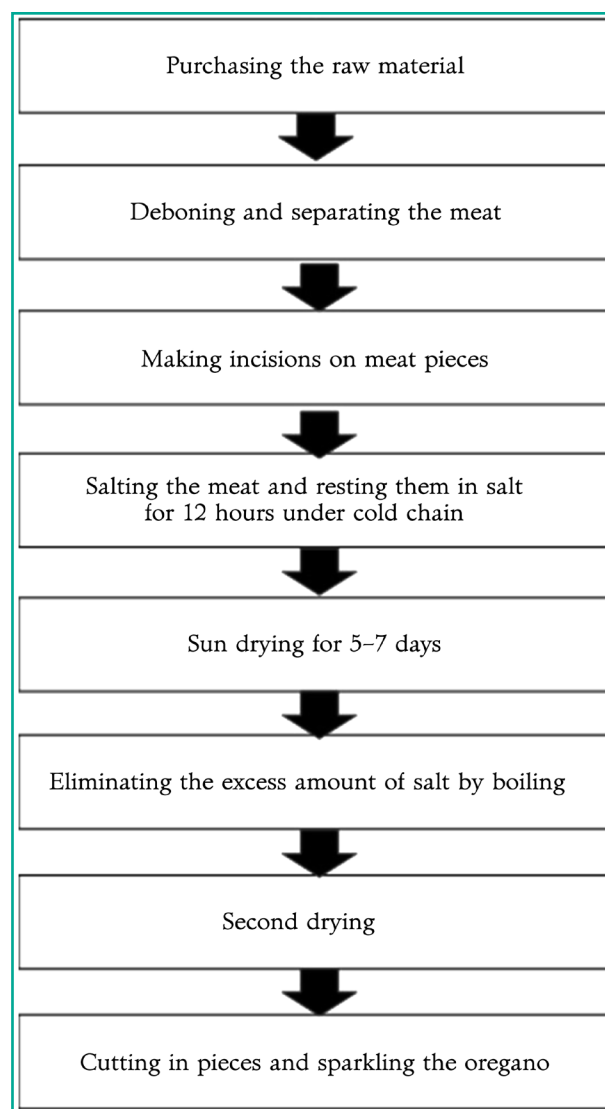 Purchasing the raw material
Deboning and separating the meat
Making incisions on meat pieces
Salting the meat and resting them in salt
for 12 hours under cold chain
Sun drying for 5–7 days
Eliminating the excess amount of salt by boiling
Second drying
Cutting in pieces and sparkling the oregano